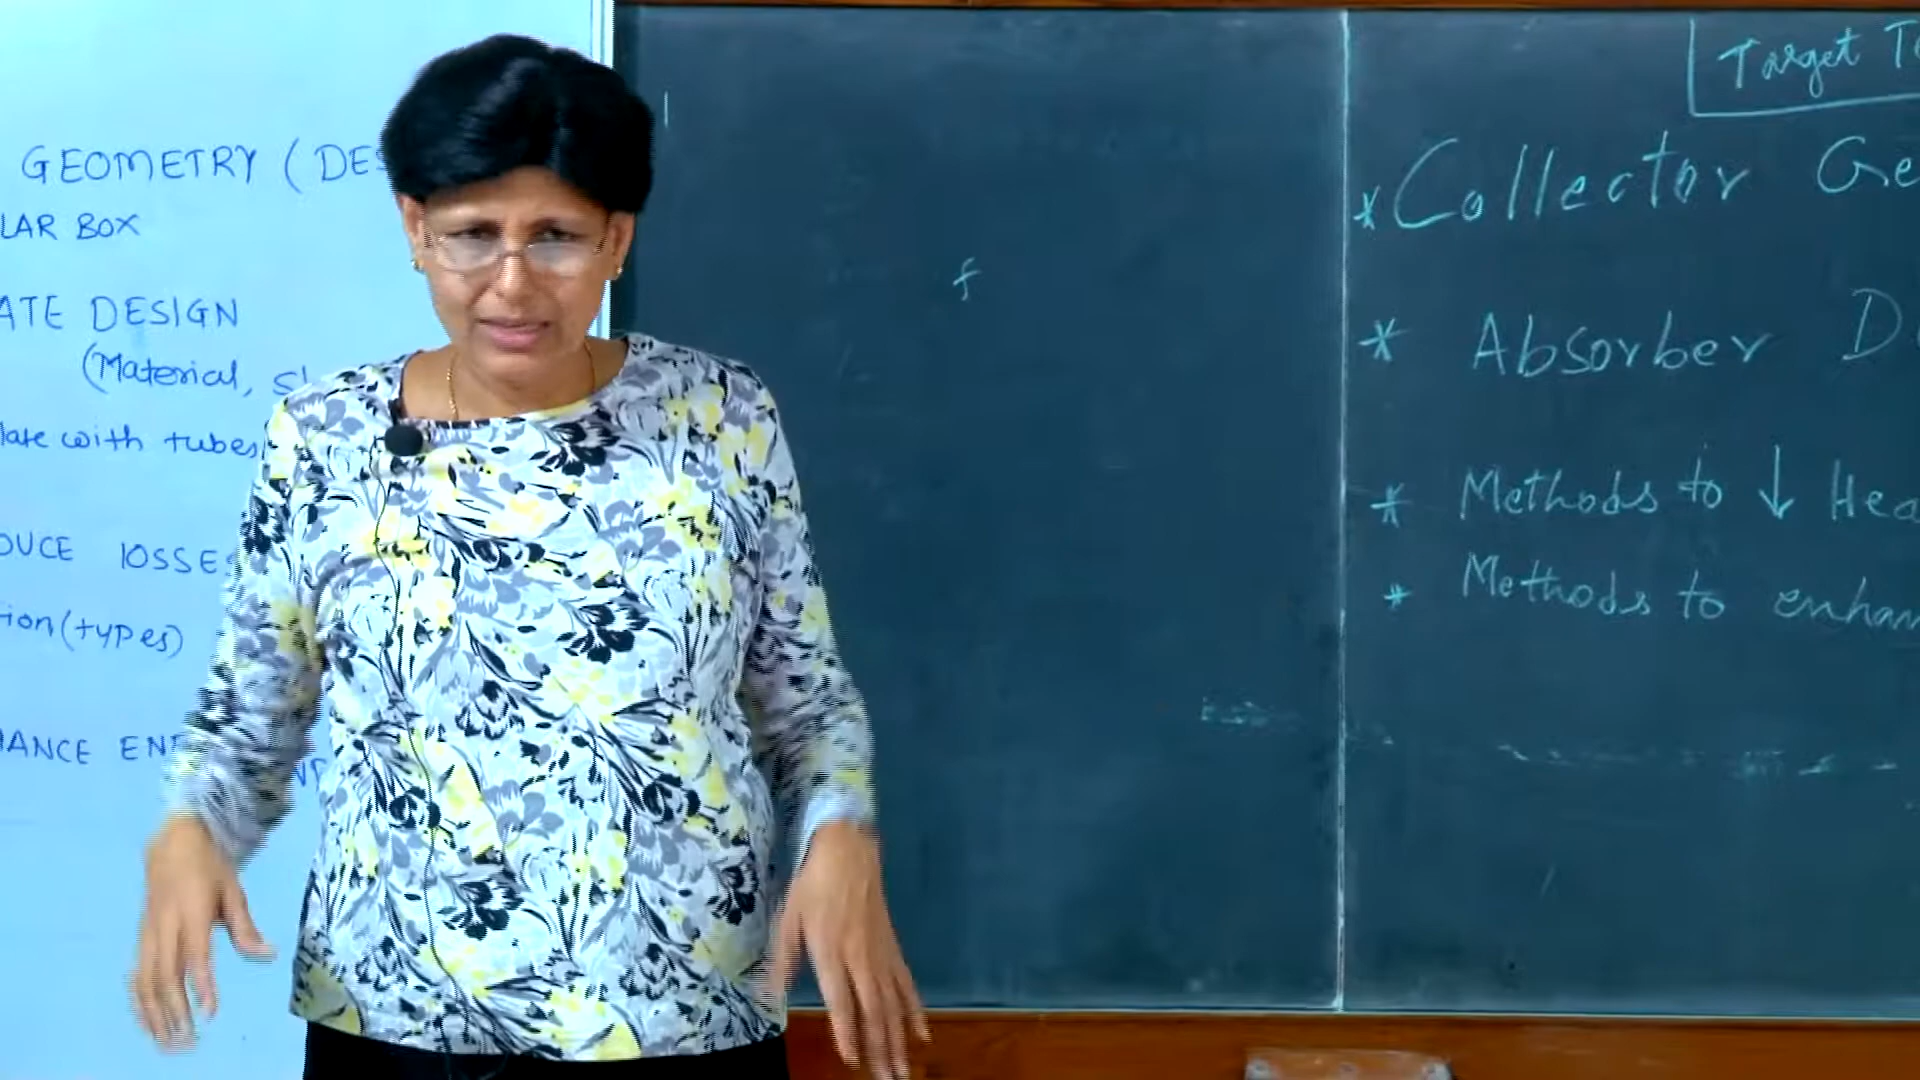 GEOMETRY (DES
LAR BOX
ATE DESIGN
(Material, S
late with tubes
DUCE LOSSES
tion (types)
ANCE EN
Target T
* Collector Ge
* Absorber D
* Methods to ↓ Hea
* Methods to enhan
f